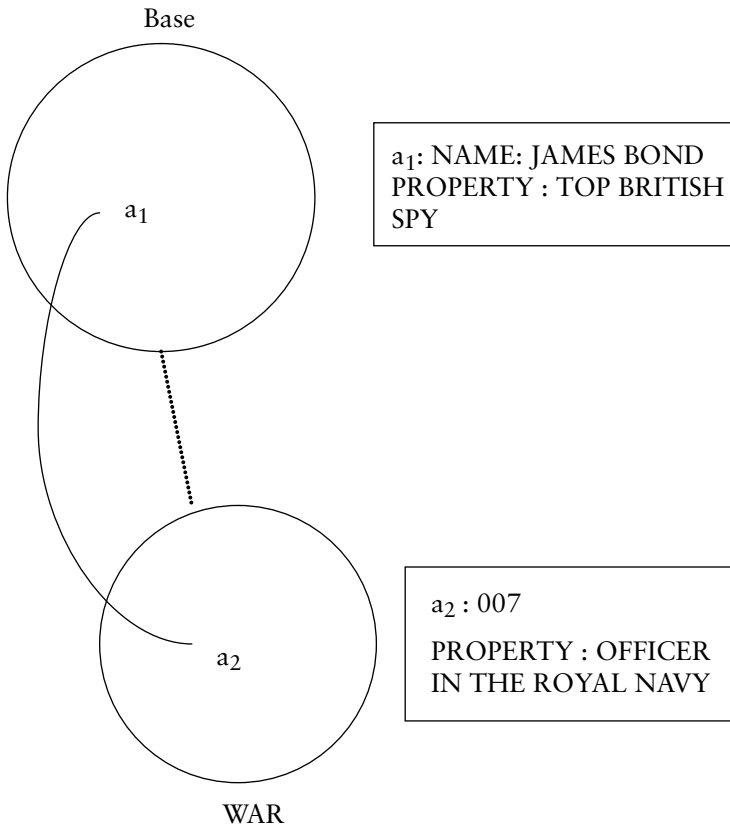 Base
a₁: NAME: JAMES BOND
PROPERTY : TOP BRITISH
SPY
a₁
a₂ : 007
PROPERTY : OFFICER
IN THE ROYAL NAVY
a₂
WAR